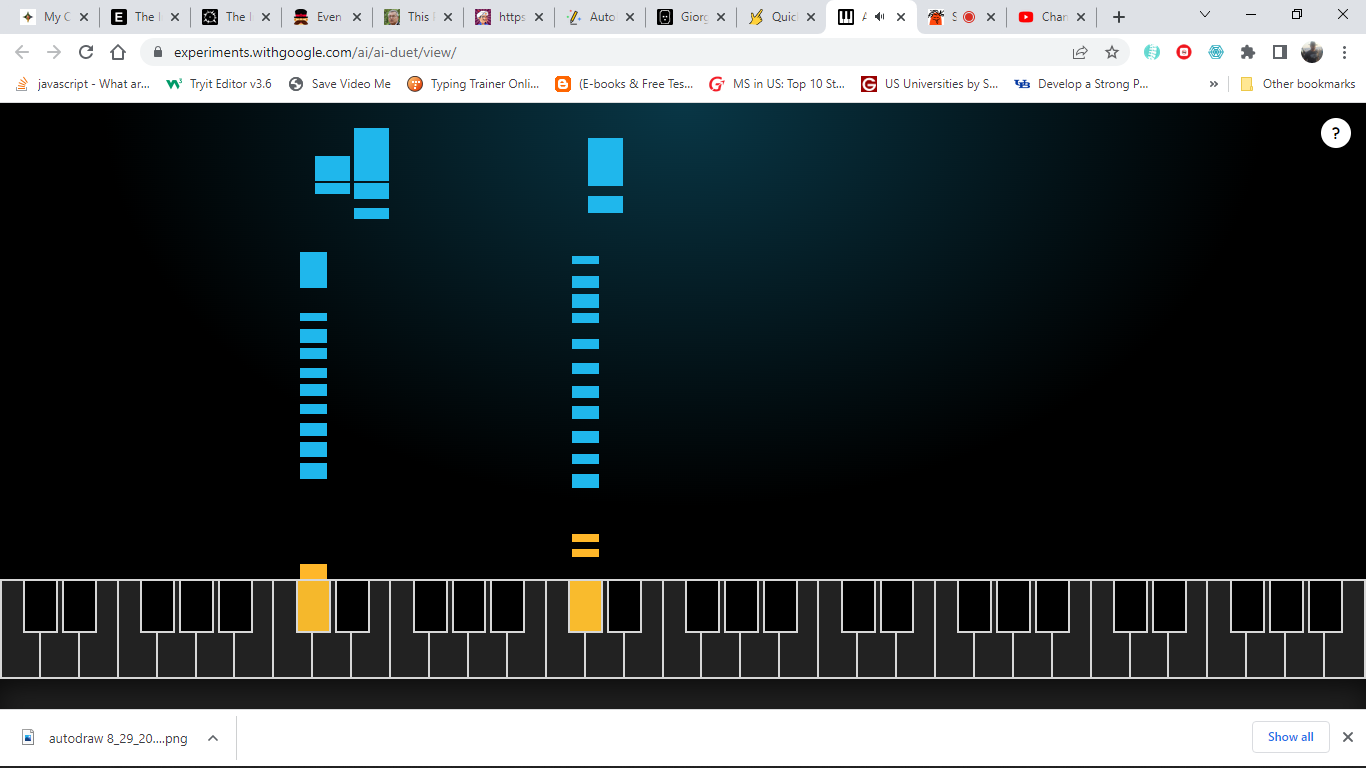 My C
The I
The I
Even
This I
https
Auto
Giorg
Quic
A
S
Chan
experiments.withgoogle.com/ai/ai-duet/view/
javascript - What ar...
Tryit Editor v3.6
Save Video Me
Typing Trainer Onli...
(E-books & Free Tes...
MS in US: Top 10 St...
US Universities by S...
Develop a Strong P...
»
Other bookmarks
?
autodraw 8_29_20....png
Show all